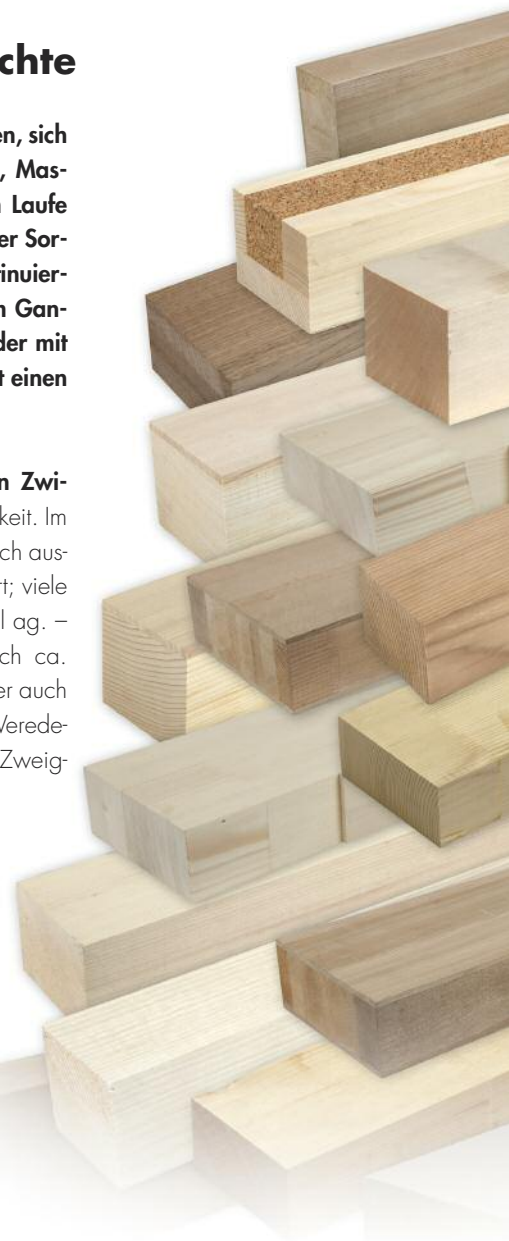 chte
en, sich
, Mas-
Laufe
er Sor-
tinuier-
Gan-
der mit
t einen
n Zwi-
keit. Im
ch aus-
rt; viele
l ag. –
ch ca.
er auch
Verede-
Zweig-